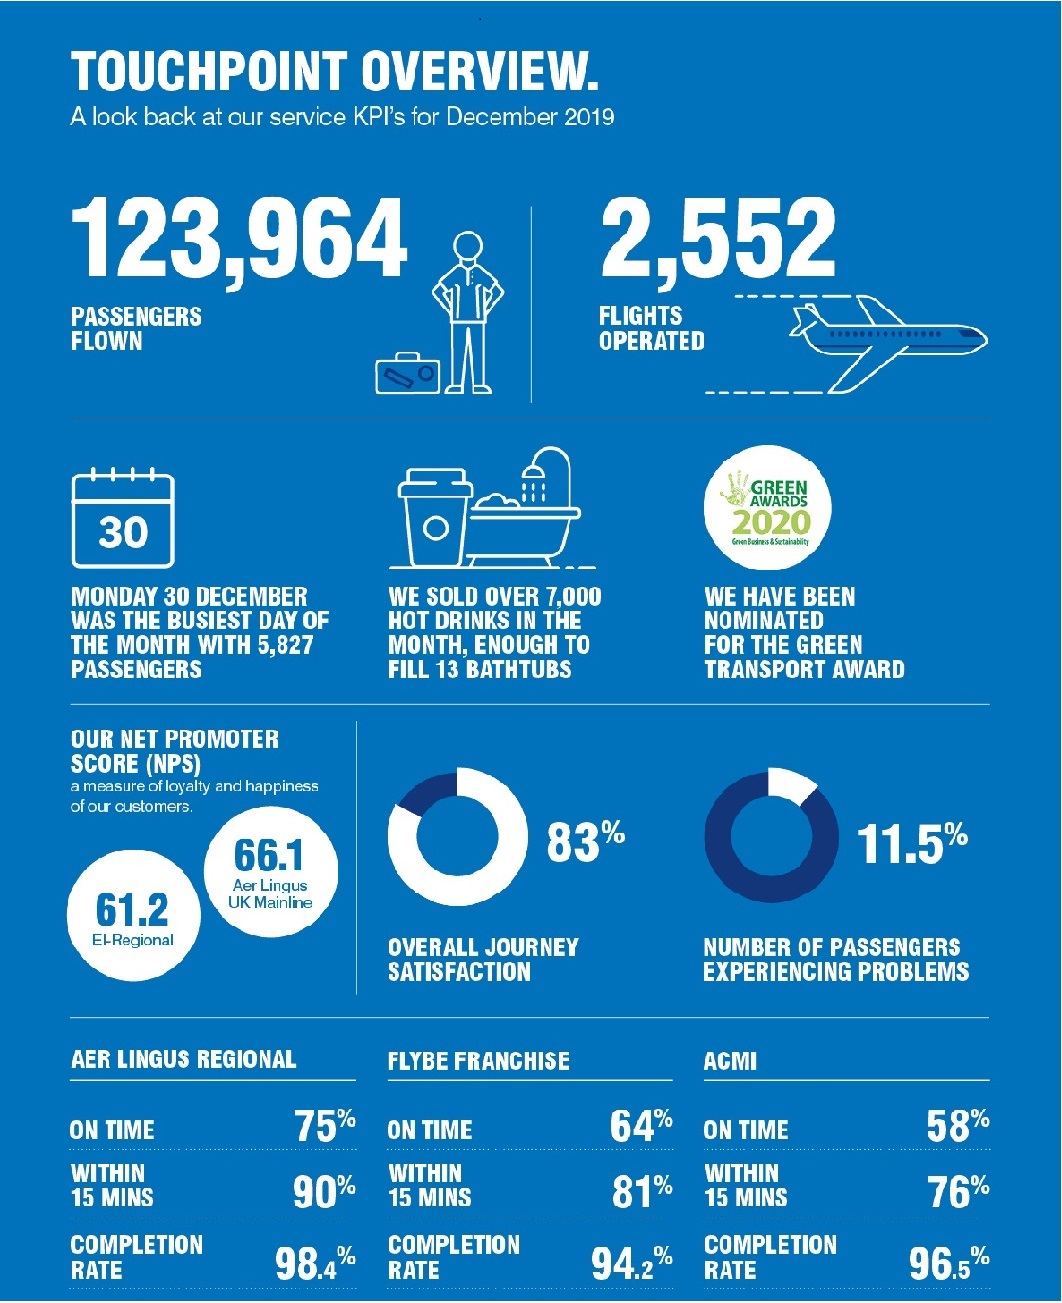 TOUCHPOINT OVERVIEW.
A look back at our service KPI's for December 2019
123,964
PASSENGERS
FLOWN
2,552
FLIGHTS
OPERATED
30
MONDAY 30 DECEMBER
WAS THE BUSIEST DAY OF
THE MONTH WITH 5,827
PASSENGERS
WE SOLD OVER 7,000
HOT DRINKS IN THE
MONTH, ENOUGH TO
FILL 13 BATHTUBS
GREEN
AWARDS
2020
Green Business & Sustainability
WE HAVE BEEN
NOMINATED
FOR THE GREEN
TRANSPORT AWARD
OUR NET PROMOTER
SCORE (NPS)
a measure of loyalty and happiness
of our customers.
66.1
Aer Lingus
UK Mainline
61.2
EI-Regional
83%
OVERALL JOURNEY
SATISFACTION
11.5%
NUMBER OF PASSENGERS
EXPERIENCING PROBLEMS
AER LINGUS REGIONAL
ON TIME 75%
WITHIN
15 MINS 90%
COMPLETION
RATE 98.4%
FLYBE FRANCHISE
ON TIME 64%
WITHIN
15 MINS 81%
COMPLETION
RATE 94.2%
ACMI
ON TIME 58%
WITHIN
15 MINS 76%
COMPLETION
RATE 96.5%